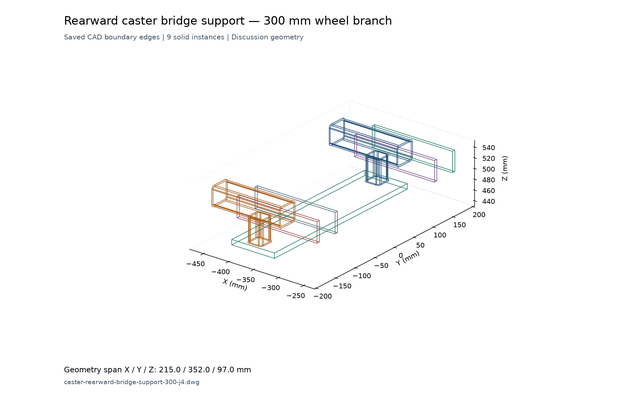 Rearward caster bridge support — 300 mm wheel branch
Saved CAD boundary edges | 9 solid instances | Discussion geometry
540
520
500
480
460
440
Z (mm)
200
150
100
50
0
−50
−100
−150
−200
Y (mm)
−450
−400
−350
−300
−250
X (mm)
Geometry span X / Y / Z: 215.0 / 352.0 / 97.0 mm
caster-rearward-bridge-support-300-j4.dwg